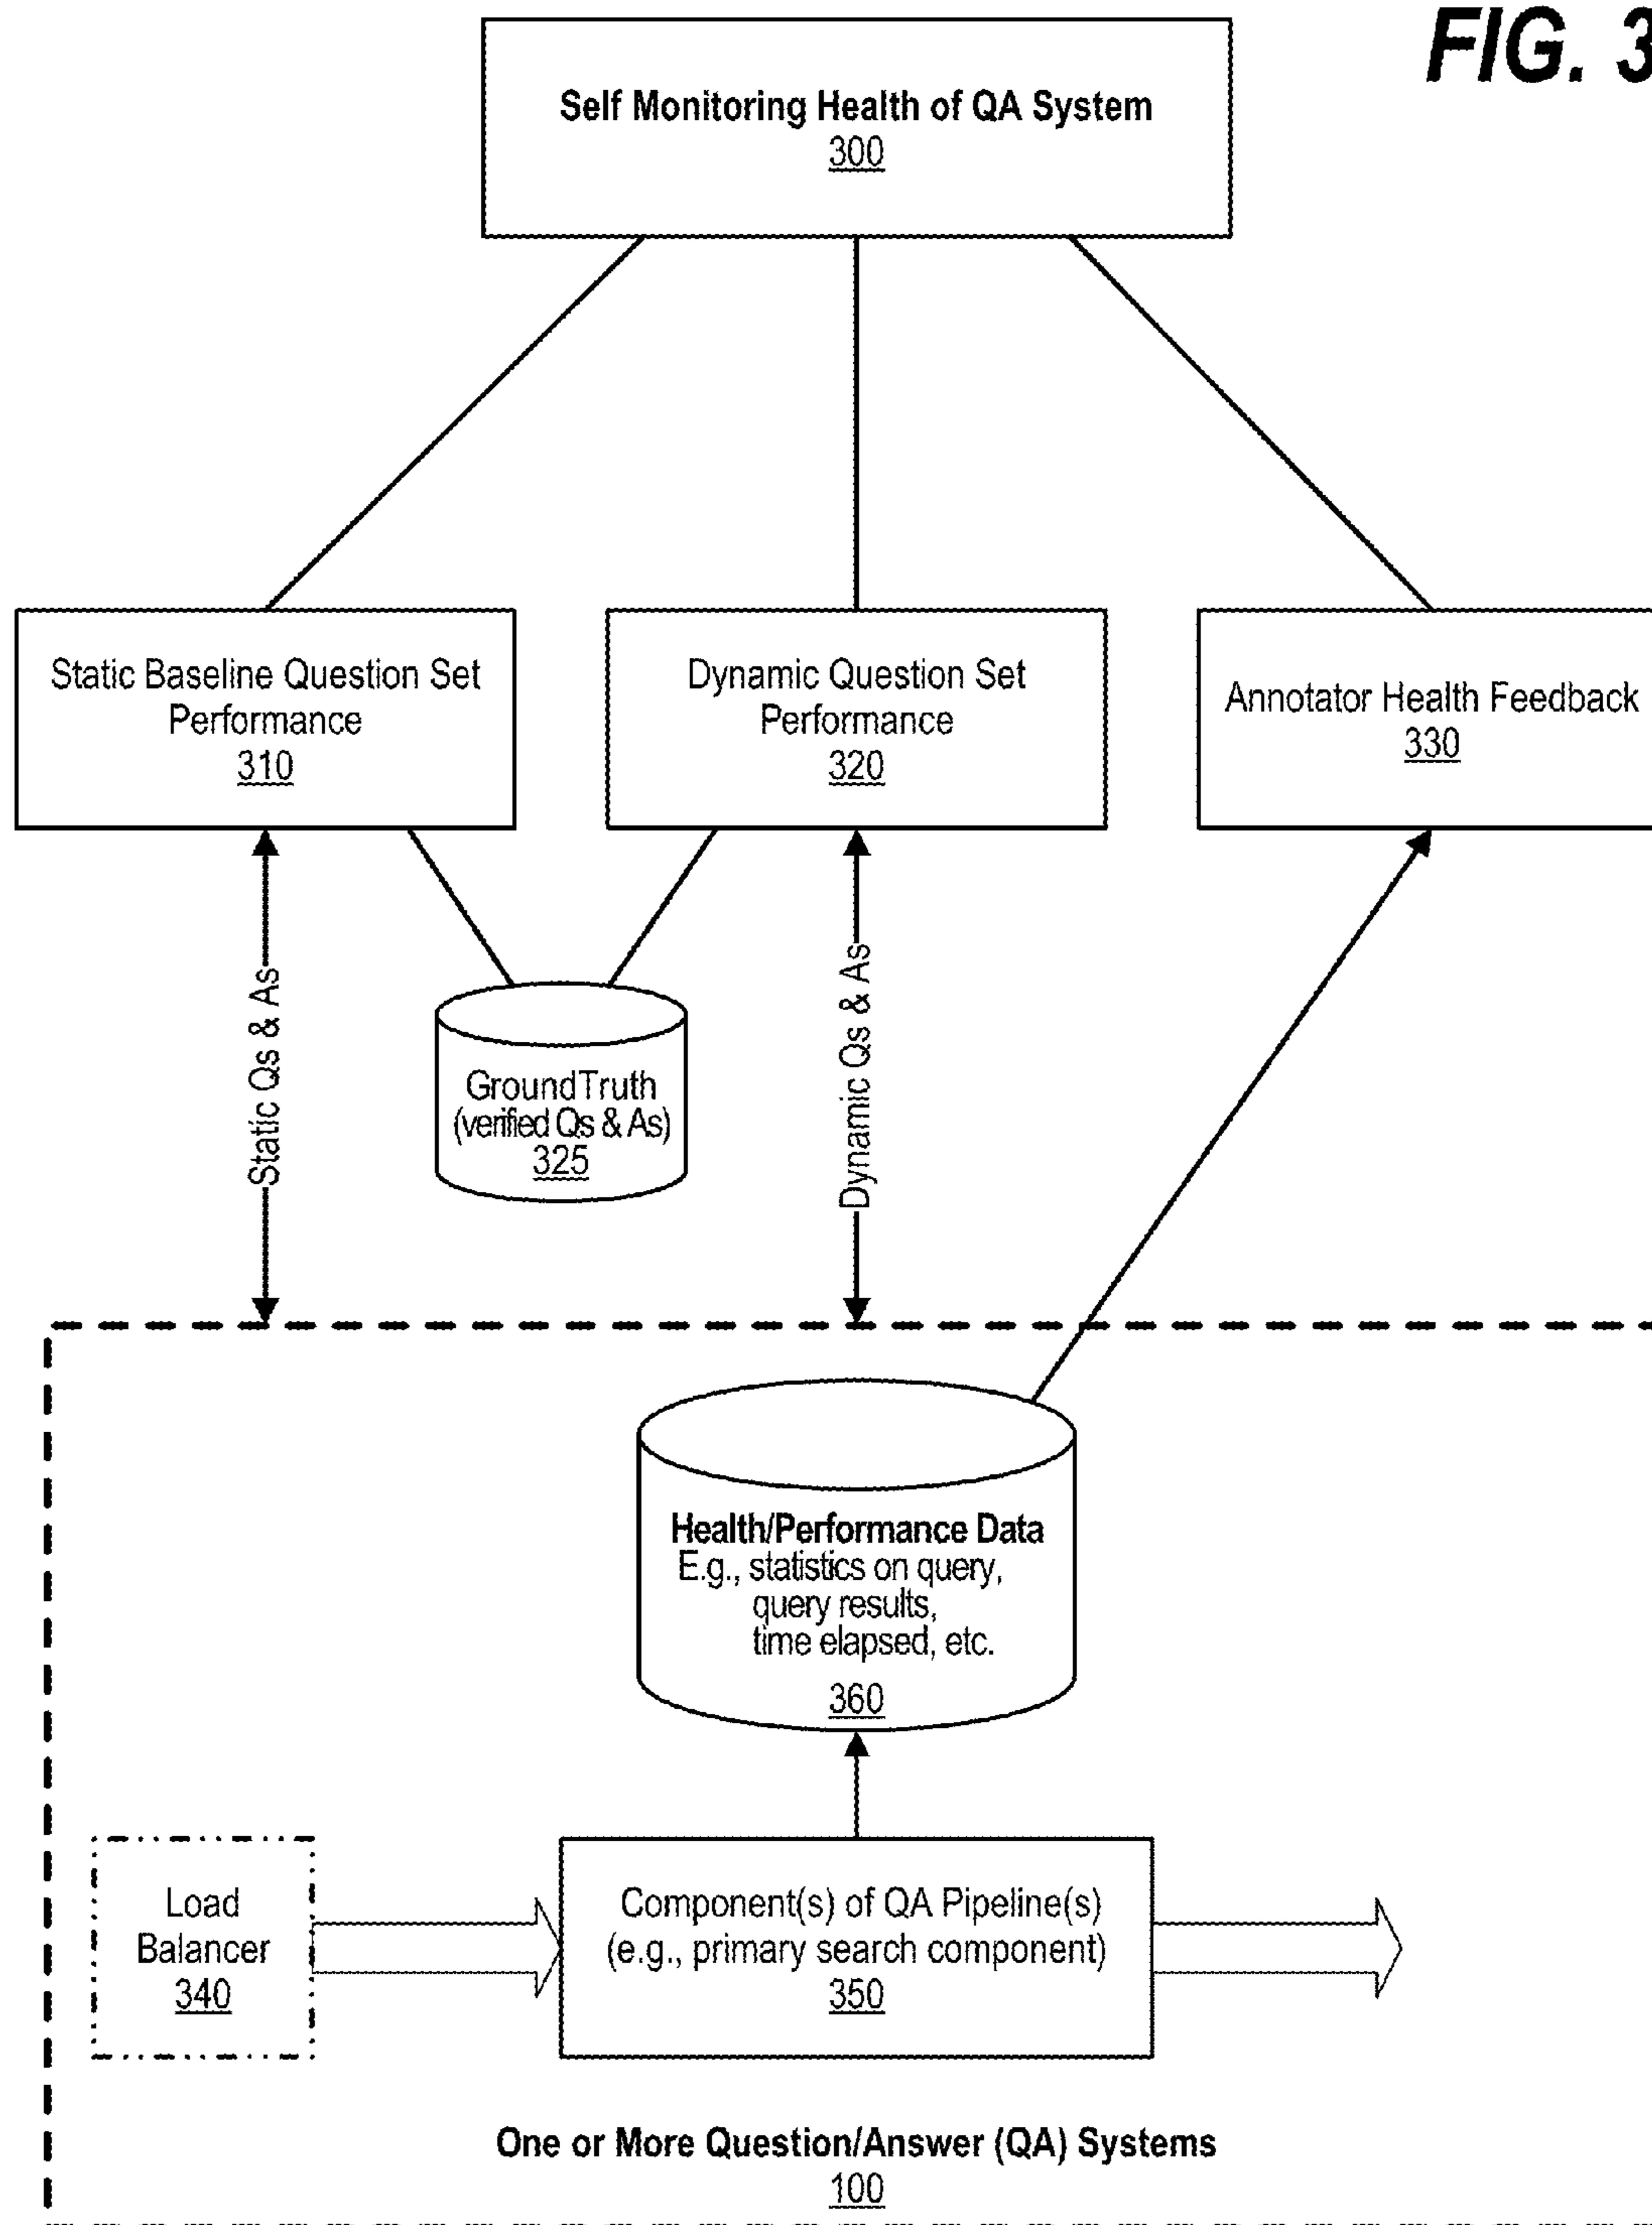 FIG. 3
Self Monitoring Health of QA System
300
Static Baseline Question Set
Performance
310
Dynamic Question Set
Performance
320
Annotator Health Feedback
330
Static Qs & As
GroundTruth
(verified Qs & As)
325
Dynamic Qs & As
Health/Performance Data
E.g., statistics on query,
query results,
time elapsed, etc.
360
Load
Balancer
340
Component(s) of QA Pipeline(s)
(e.g., primary search component)
350
One or More Question/Answer (QA) Systems
100